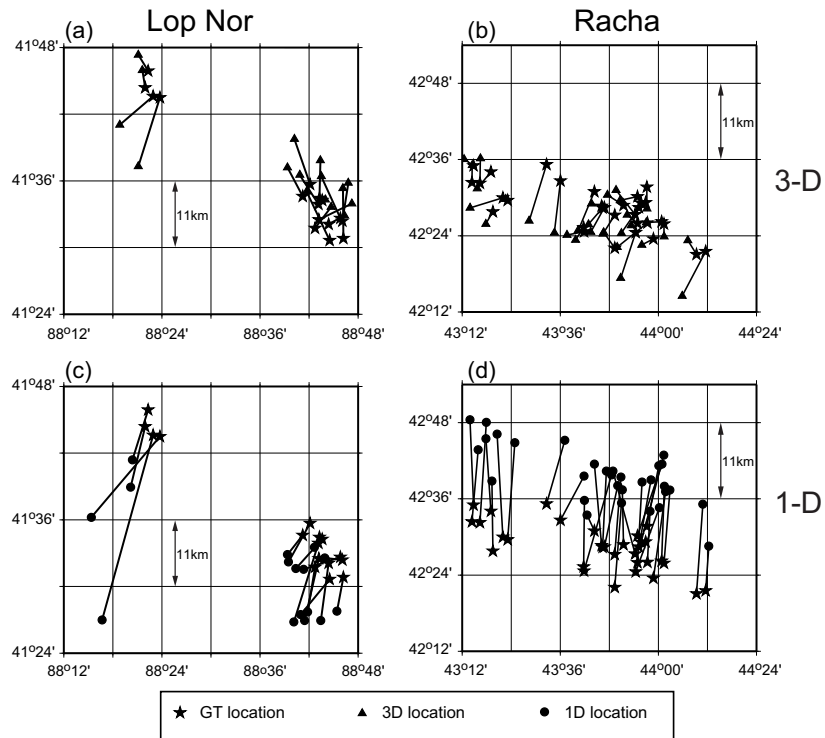 Lop Nor
Racha
(a)
41°48'
41°36'
41°24'
88°12'
88°24'
88°36'
88°48'
11km
(b)
42°48'
42°36'
42°24'
42°12'
43°12'
43°36'
44°00'
44°24'
11km
3-D
(c)
41°48'
41°36'
41°24'
88°12'
88°24'
88°36'
88°48'
11km
(d)
42°48'
42°36'
42°24'
42°12'
43°12'
43°36'
44°00'
44°24'
11km
1-D
GT location
3D location
1D location